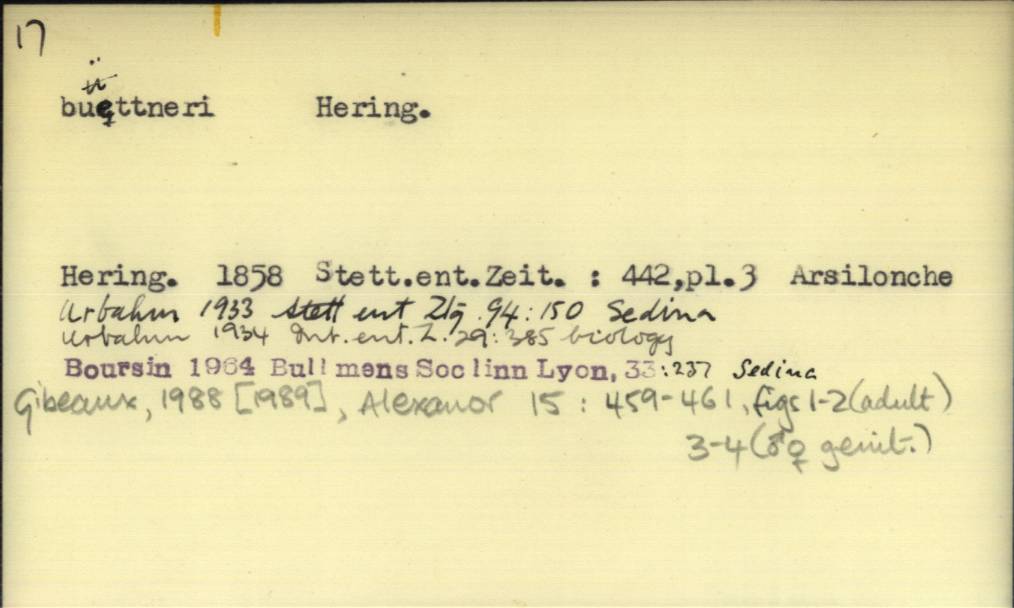 17
ü
buettneri Hering.
Hering. 1858 Stett.ent.Zeit. : 442,pl.3 Arsilonche
Urbahn 1933 Stett ent Ztg. 94:150 Sedina
Urbahn 1934 Int.ent.Z. 29:385 biology
Boursin 1964 Bull mens Soc linn Lyon, 33:237 Sedina
Gibeaux, 1988 [1989], Alexanor 15 : 459-461, figs 1-2 (adult)
3-4 (♂♀ genit.)